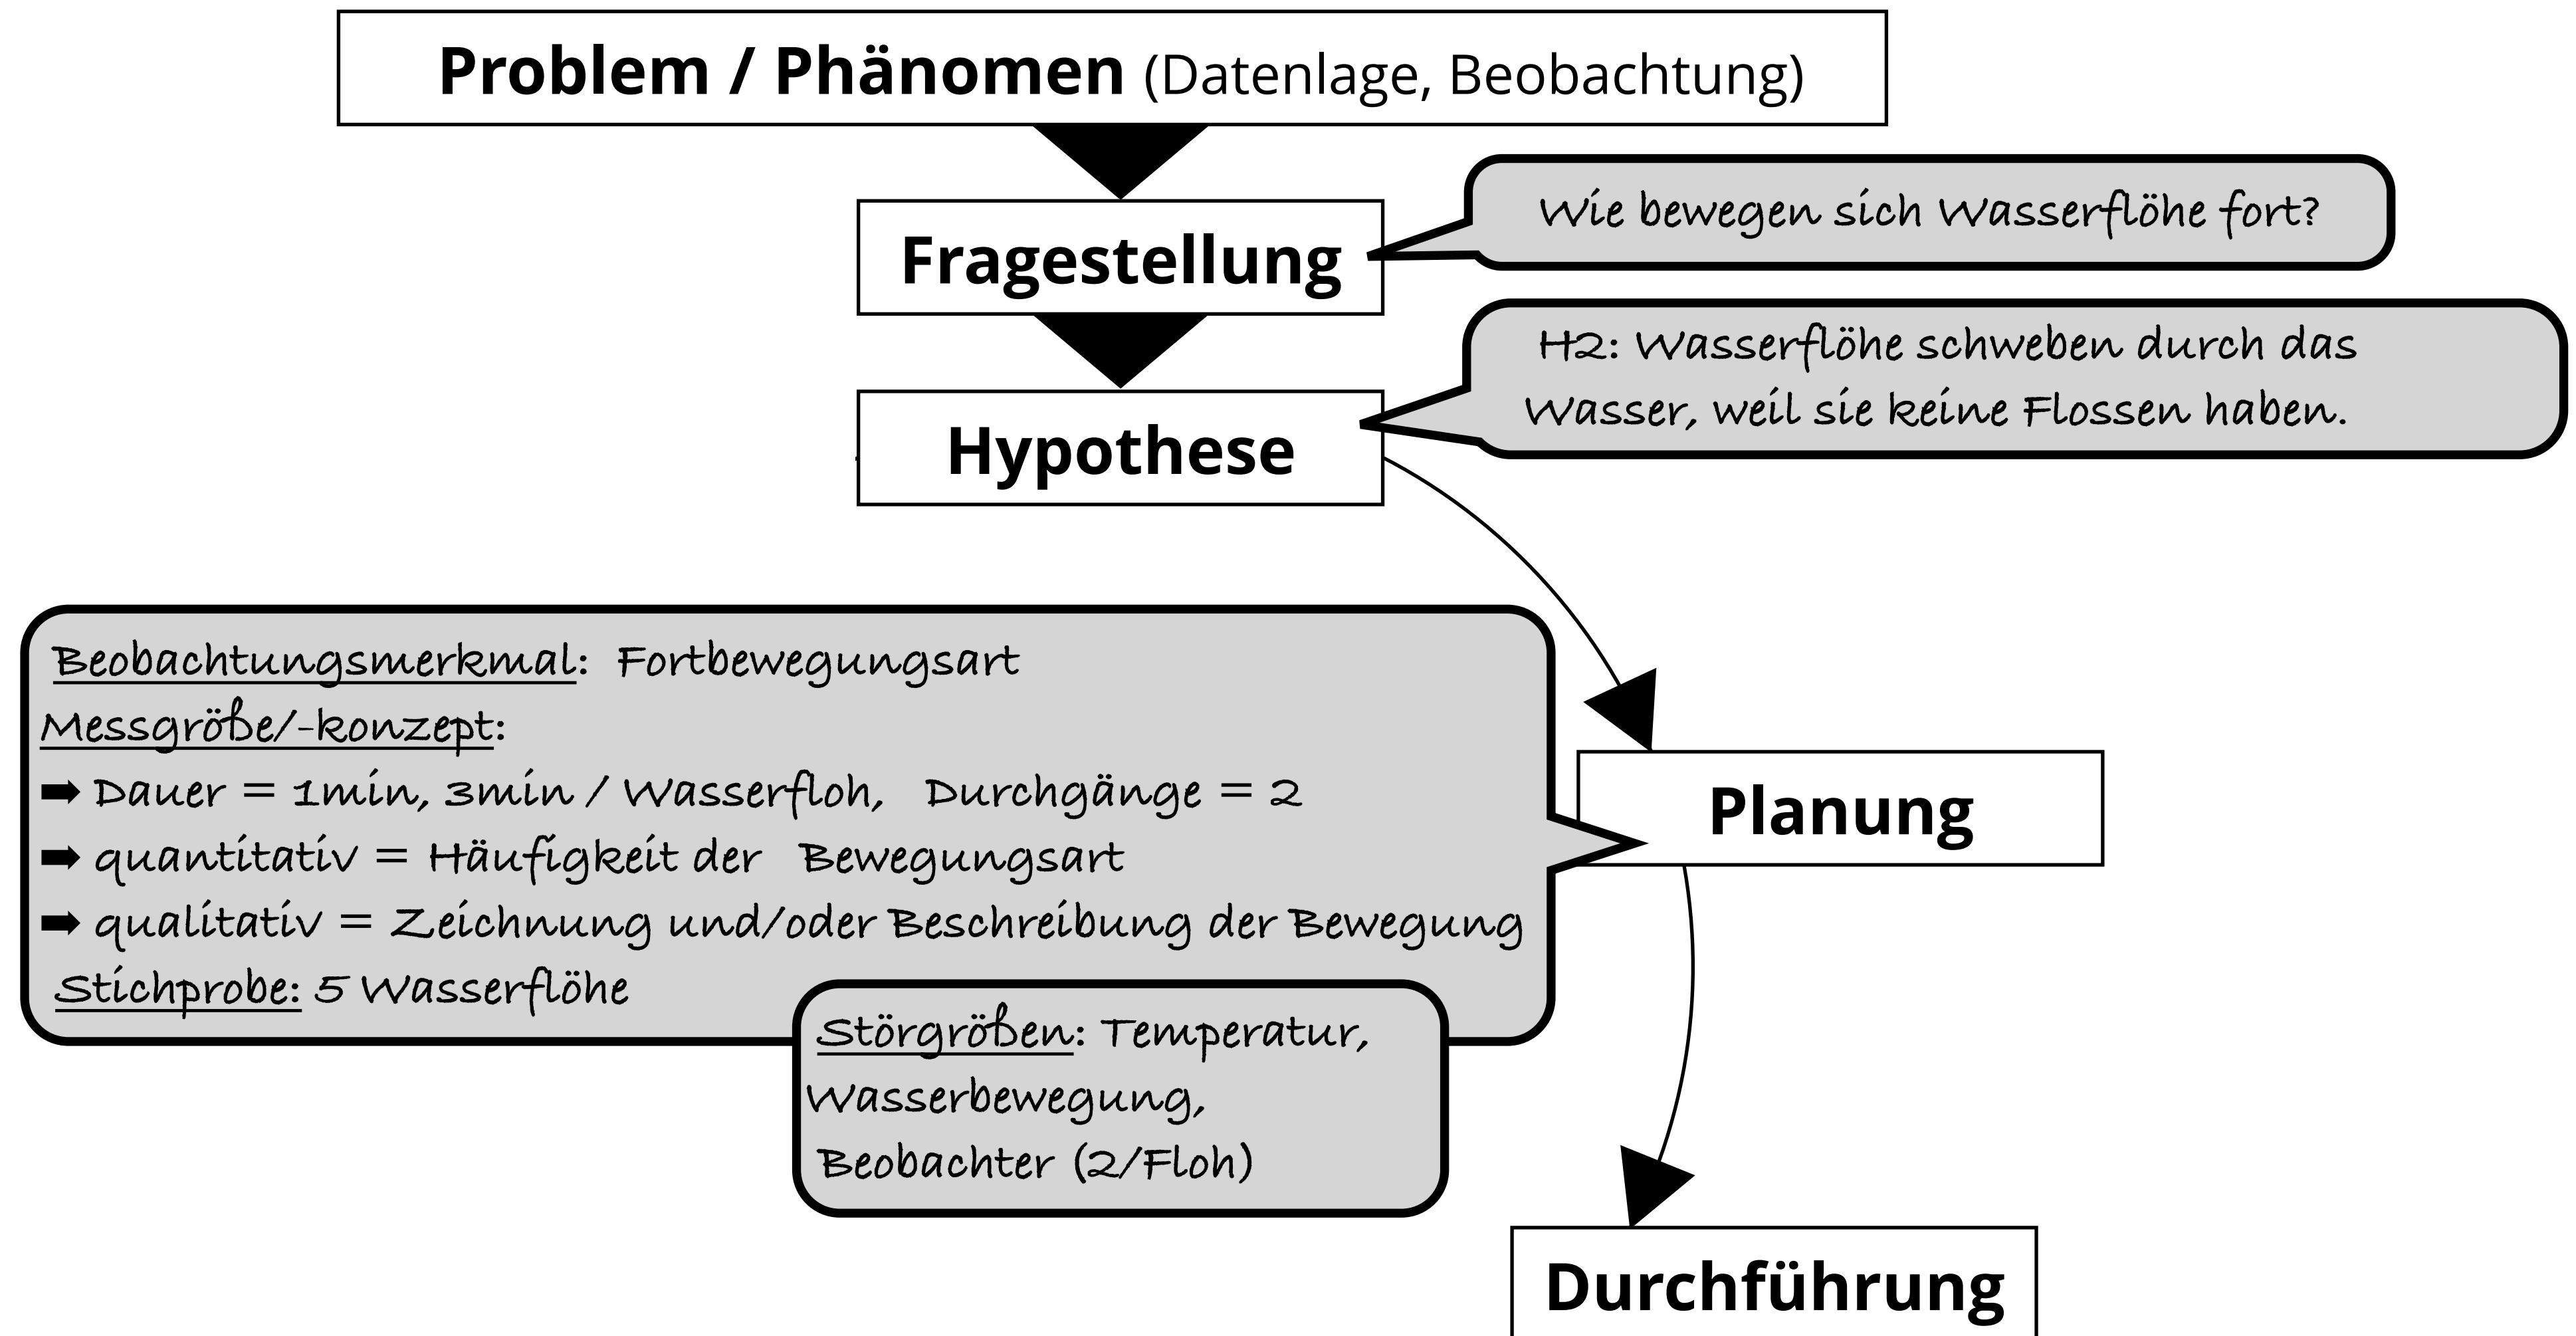 Problem / Phänomen (Datenlage, Beobachtung)
Fragestellung
Wie bewegen sich Wasserflöhe fort?
Hypothese
H2: Wasserflöhe schweben durch das
Wasser, weil sie keine Flossen haben.
Beobachtungsmerkmal: Fortbewegungsart
Messgröße/-konzept:
➡ Dauer = 1min, 3min / Wasserfloh, Durchgänge = 2
➡ quantitativ = Häufigkeit der Bewegungsart
➡ qualitativ = Zeichnung und/oder Beschreibung der Bewegung
Stichprobe: 5 Wasserflöhe
Planung
Störgrößen: Temperatur,
Wasserbewegung,
Beobachter (2/Floh)
Durchführung